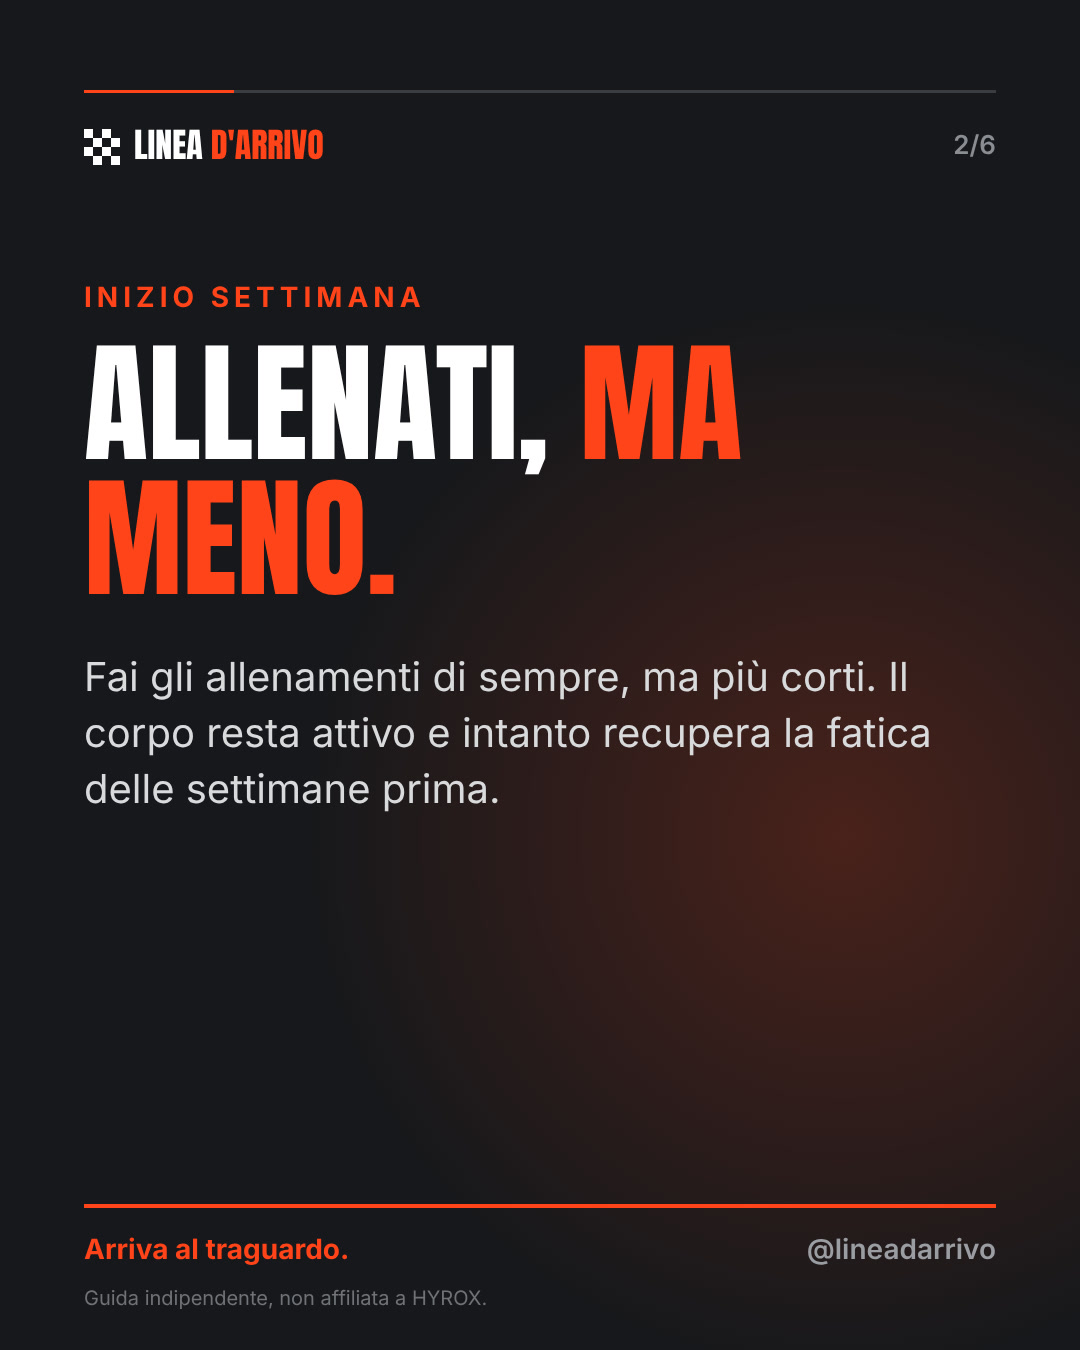 LINEA D'ARRIVO
2/6
INIZIO SETTIMANA
ALLENATI, MA
MENO.
Fai gli allenamenti di sempre, ma più corti. Il
corpo resta attivo e intanto recupera la fatica
delle settimane prima.
Arriva al traguardo.
@lineadarrivo
Guida indipendente, non affiliata a HYROX.